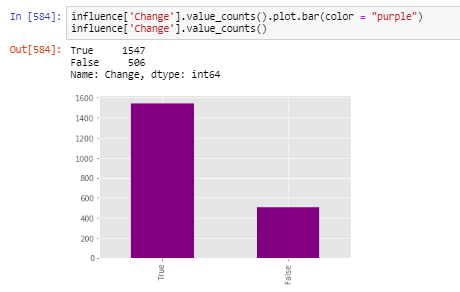 In [584]: influence['Change'].value_counts().plot.bar(color = "purple")
influence['Change'].value_counts()
Out[584]: True     1547
False     506
Name: Change, dtype: int64
1600
1400
1200
1000
800
600
400
200
0
True
False